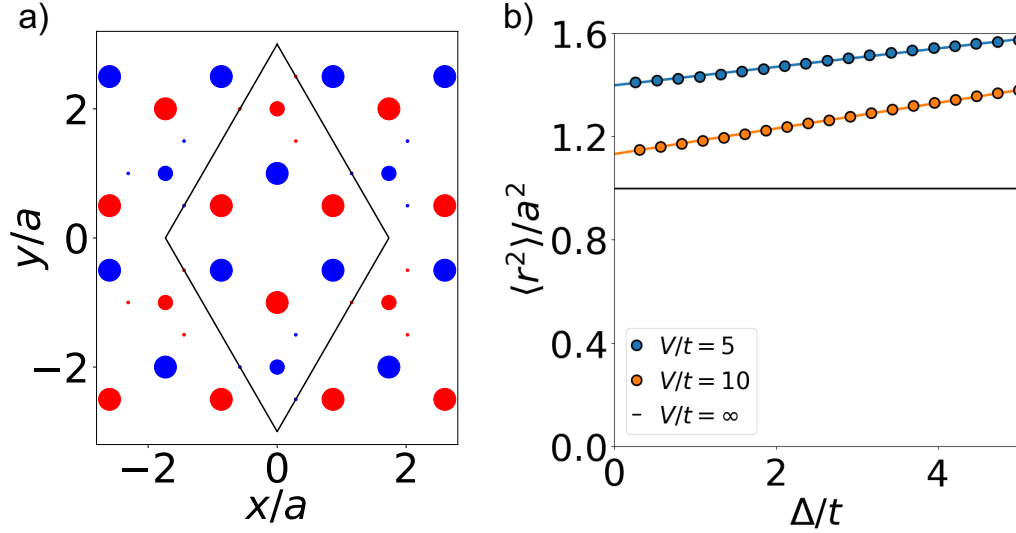 a)
2
0
−2
y/a
−2
0
2
x/a
b)
1.6
1.2
0.8
0.4
0.0
⟨r²⟩/a²
V/t = 5
V/t = 10
V/t = ∞
0
2
4
Δ/t